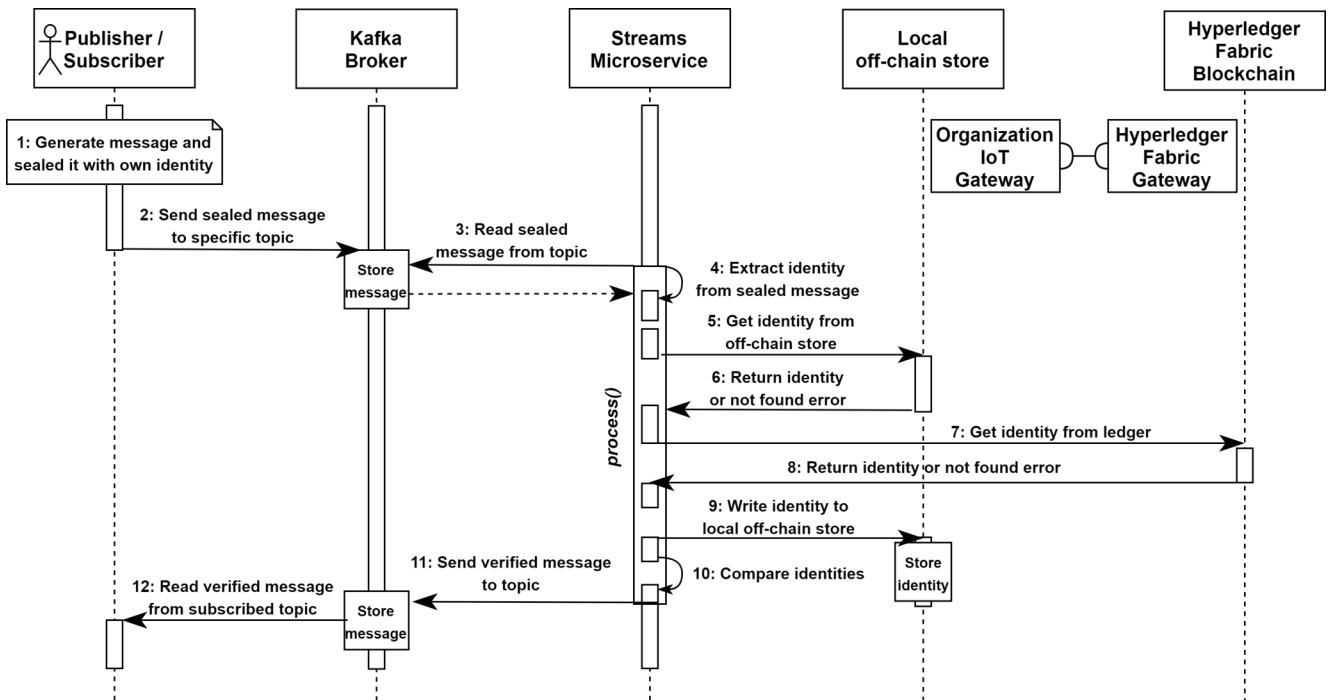 Publisher /
Subscriber
Kafka
Broker
Streams
Microservice
Local
off-chain store
Hyperledger
Fabric
Blockchain
1: Generate message and
sealed it with own identity
Organization
IoT
Gateway
Hyperledger
Fabric
Gateway
2: Send sealed message
to specific topic
3: Read sealed
message from topic
Store
message
4: Extract identity
from sealed message
5: Get identity from
off-chain store
6: Return identity
or not found error
process()
7: Get identity from ledger
8: Return identity or not found error
9: Write identity to
local off-chain store
10: Compare identities
Store
identity
11: Send verified message
to topic
12: Read verified message
from subscribed topic
Store
message